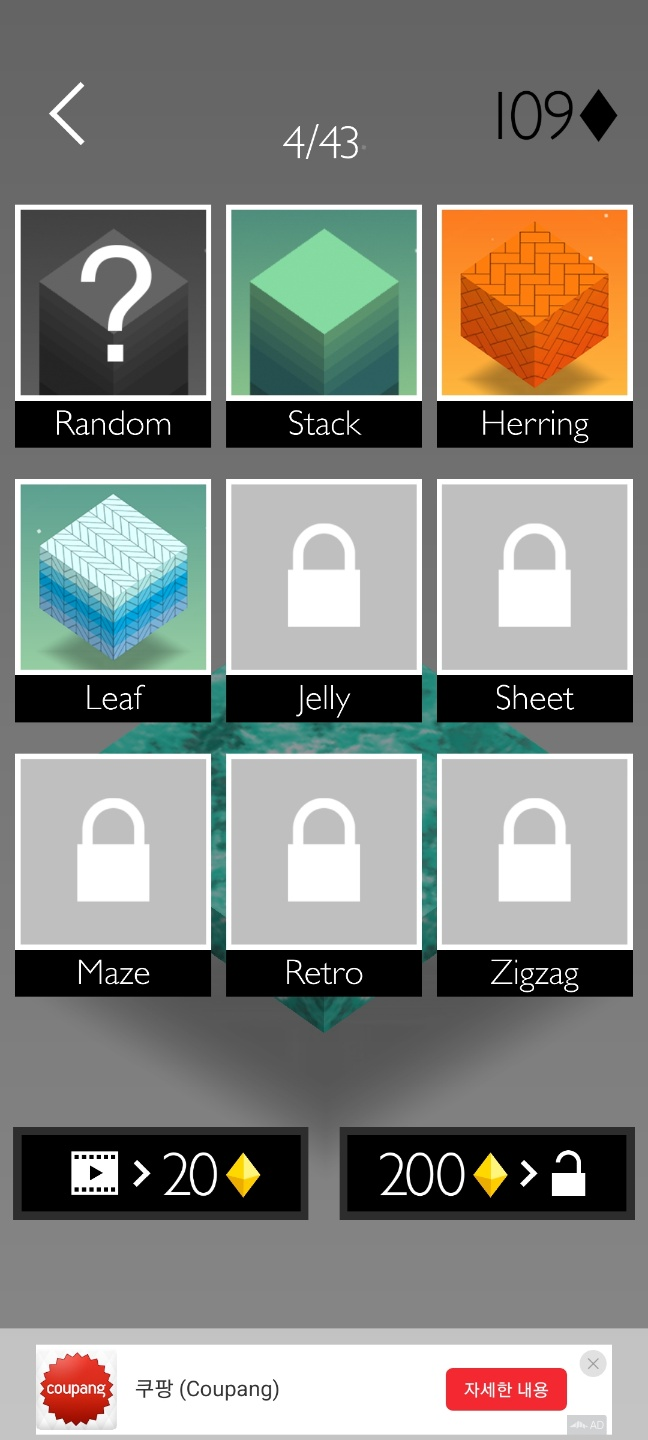 4/43
109
?
Random
Stack
Herring
Leaf
Jelly
Sheet
Maze
Retro
Zigzag
> 20
200 >
coupang
쿠팡 (Coupang)
자세한 내용
AD